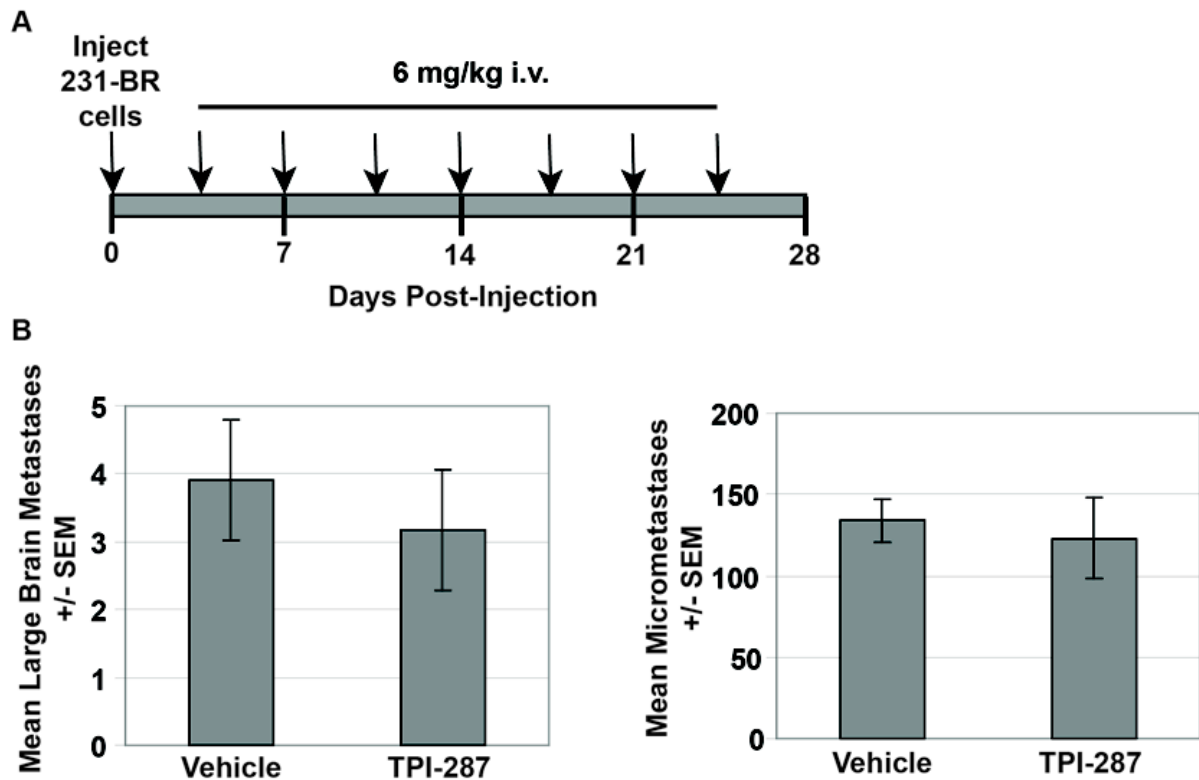 A
Inject
231-BR
cells
6 mg/kg i.v.
0
7
14
21
28
Days Post-Injection
B
Mean Large Brain Metastases
+/- SEM
5
4
3
2
1
0
Vehicle
TPI-287
Mean Micrometastases
+/- SEM
200
150
100
50
0
Vehicle
TPI-287